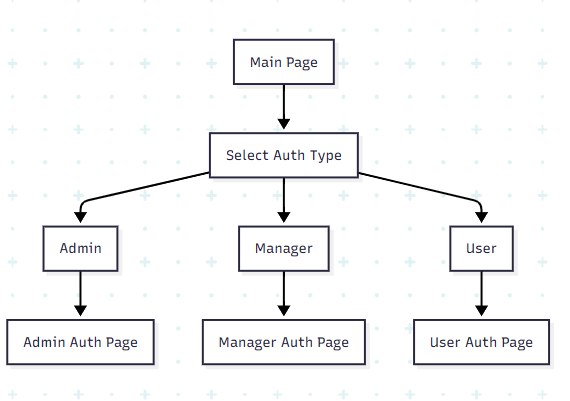 Main Page
Select Auth Type
Admin
Manager
User
Admin Auth Page
Manager Auth Page
User Auth Page